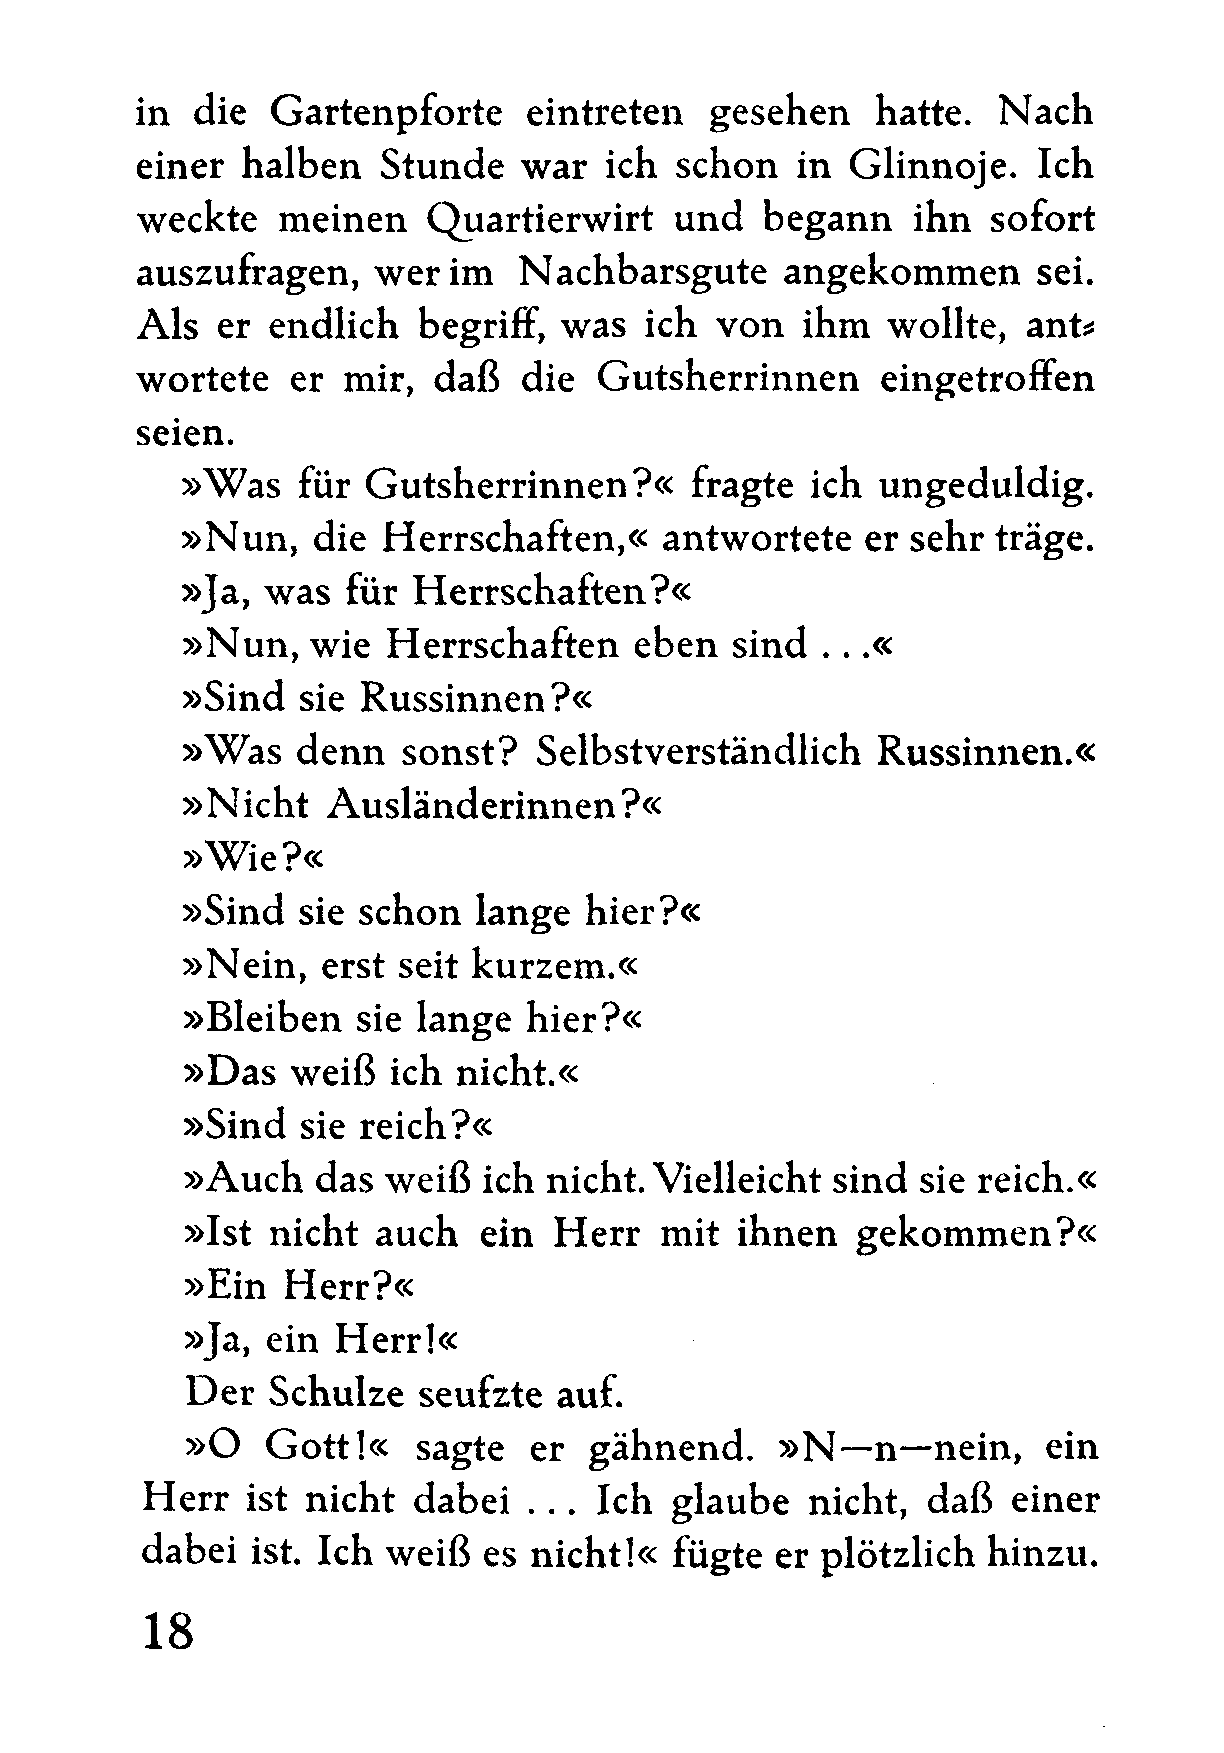 in die Gartenpforte eintreten gesehen hatte. Nach
einer halben Stunde war ich schon in Glinnoje. Ich
weckte meinen Quartierwirt und begann ihn sofort
auszufragen, wer im Nachbarsgute angekommen sei.
Als er endlich begriff, was ich von ihm wollte, ant⸗
wortete er mir, daß die Gutsherrinnen eingetroffen
seien.
»Was für Gutsherrinnen?« fragte ich ungeduldig.
»Nun, die Herrschaften,« antwortete er sehr träge.
»Ja, was für Herrschaften?«
»Nun, wie Herrschaften eben sind . . .«
»Sind sie Russinnen?«
»Was denn sonst? Selbstverständlich Russinnen.«
»Nicht Ausländerinnen?«
»Wie?«
»Sind sie schon lange hier?«
»Nein, erst seit kurzem.«
»Bleiben sie lange hier?«
»Das weiß ich nicht.«
»Sind sie reich?«
»Auch das weiß ich nicht. Vielleicht sind sie reich.«
»Ist nicht auch ein Herr mit ihnen gekommen?«
»Ein Herr?«
»Ja, ein Herr!«
Der Schulze seufzte auf.
»O Gott!« sagte er gähnend. »N—n—nein, ein
Herr ist nicht dabei . . . Ich glaube nicht, daß einer
dabei ist. Ich weiß es nicht!« fügte er plötzlich hinzu.
18